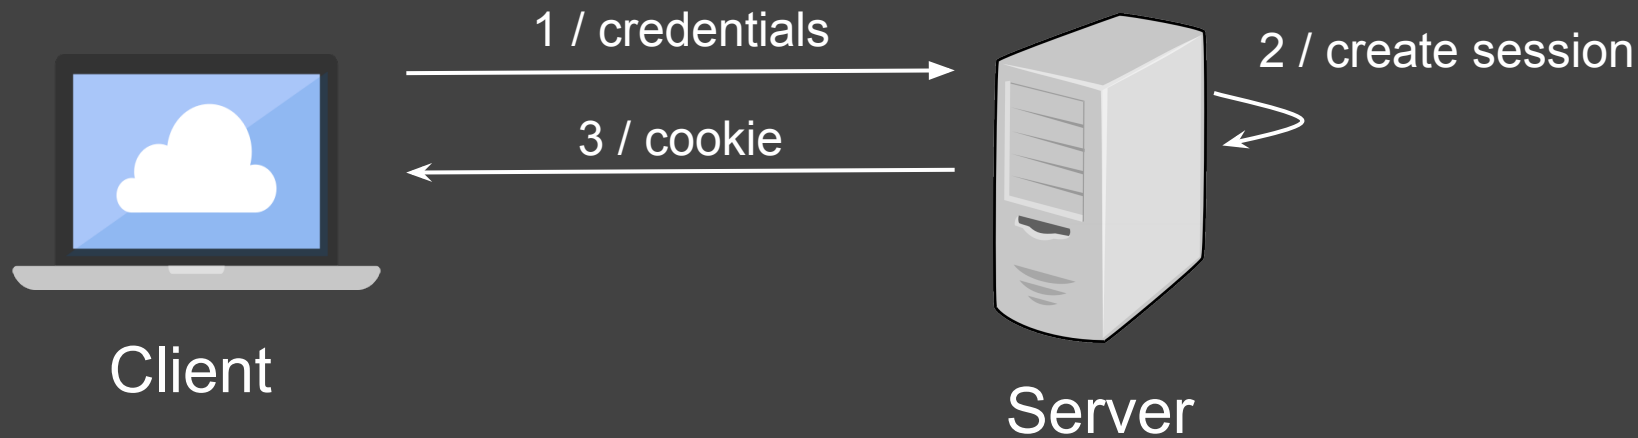 1 / credentials
2 / create session
3 / cookie
Client
Server